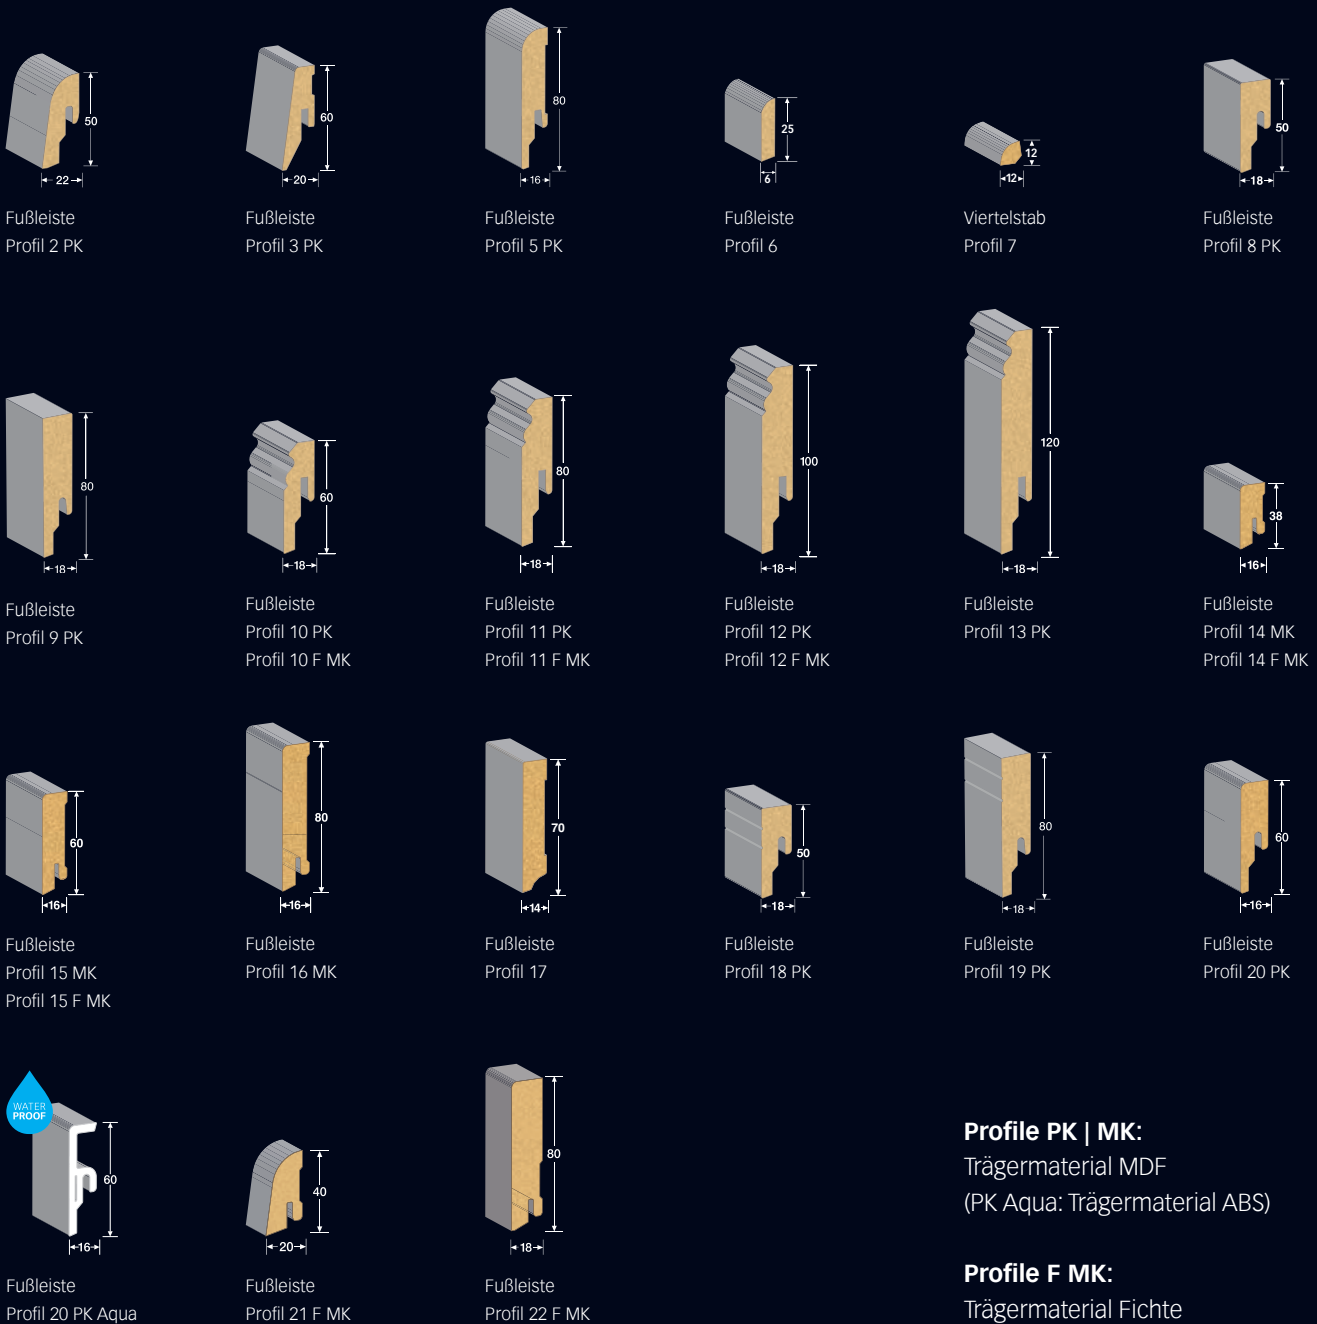 50
22
Fußleiste
Profil 2 PK
60
20
Fußleiste
Profil 3 PK
80
16
Fußleiste
Profil 5 PK
25
6
Fußleiste
Profil 6
12
12
Viertelstab
Profil 7
50
18
Fußleiste
Profil 8 PK
80
18
Fußleiste
Profil 9 PK
60
18
Fußleiste
Profil 10 PK
Profil 10 F MK
80
18
Fußleiste
Profil 11 PK
Profil 11 F MK
100
18
Fußleiste
Profil 12 PK
Profil 12 F MK
120
18
Fußleiste
Profil 13 PK
38
16
Fußleiste
Profil 14 MK
Profil 14 F MK
60
16
Fußleiste
Profil 15 MK
Profil 15 F MK
80
16
Fußleiste
Profil 16 MK
70
14
Fußleiste
Profil 17
50
18
Fußleiste
Profil 18 PK
80
18
Fußleiste
Profil 19 PK
60
16
Fußleiste
Profil 20 PK
WATER
PROOF
60
16
Fußleiste
Profil 20 PK Aqua
40
20
Fußleiste
Profil 21 F MK
80
18
Fußleiste
Profil 22 F MK
Profile PK | MK:
Trägermaterial MDF
(PK Aqua: Trägermaterial ABS)
Profile F MK:
Trägermaterial Fichte